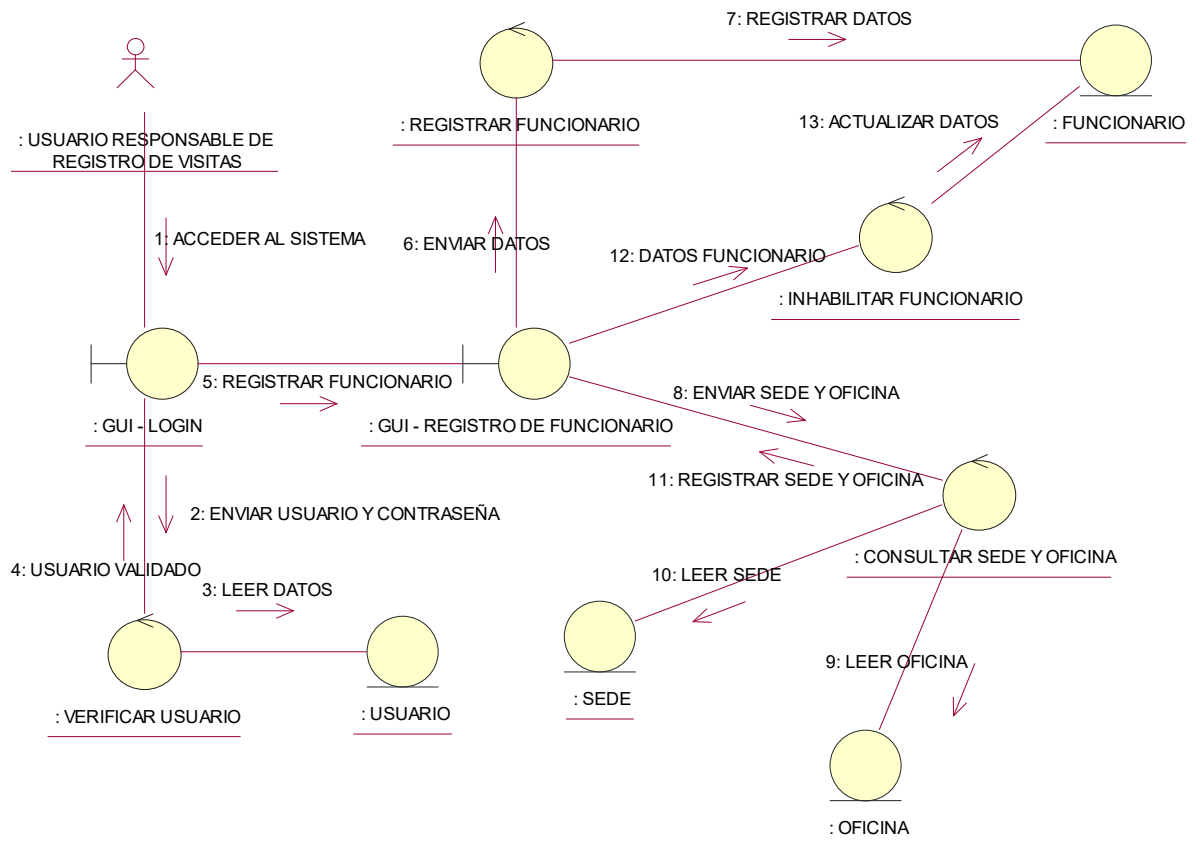 7: REGISTRAR DATOS
: REGISTRAR FUNCIONARIO
13: ACTUALIZAR DATOS
: FUNCIONARIO
: USUARIO RESPONSABLE DE
REGISTRO DE VISITAS
1: ACCEDER AL SISTEMA
6: ENVIAR DATOS
12: DATOS FUNCIONARIO
: INHABILITAR FUNCIONARIO
5: REGISTRAR FUNCIONARIO
8: ENVIAR SEDE Y OFICINA
: GUI - LOGIN
: GUI - REGISTRO DE FUNCIONARIO
11: REGISTRAR SEDE Y OFICINA
2: ENVIAR USUARIO Y CONTRASEÑA
: CONSULTAR SEDE Y OFICINA
4: USUARIO VALIDADO
3: LEER DATOS
10: LEER SEDE
9: LEER OFICINA
: VERIFICAR USUARIO
: USUARIO
: SEDE
: OFICINA